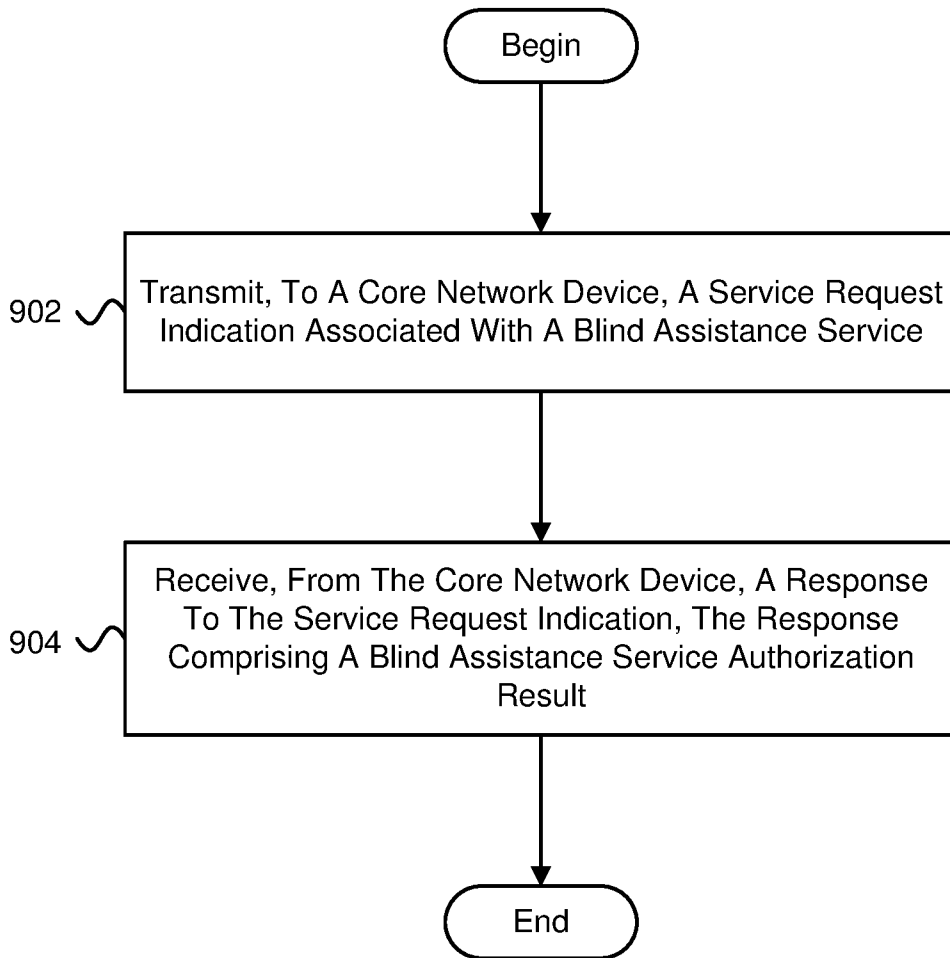 Begin
902
Transmit, To A Core Network Device, A Service Request
Indication Associated With A Blind Assistance Service
904
Receive, From The Core Network Device, A Response
To The Service Request Indication, The Response
Comprising A Blind Assistance Service Authorization
Result
End